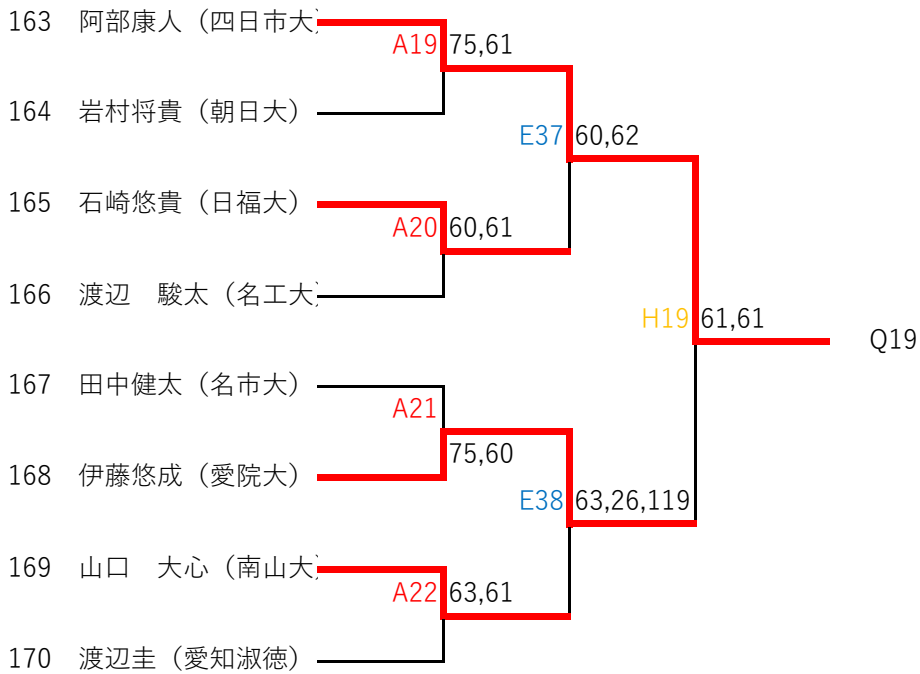 163 阿部康人（四日市大）
A19 75,61
164 岩村将貴（朝日大）
E37 60,62
165 石崎悠貴（日福大）
A20 60,61
166 渡辺　駿太（名工大）
H19 61,61
Q19
167 田中健太（名市大）
A21
75,60
168 伊藤悠成（愛院大）
E38 63,26,119
169 山口　大心（南山大）
A22 63,61
170 渡辺圭（愛知淑徳）